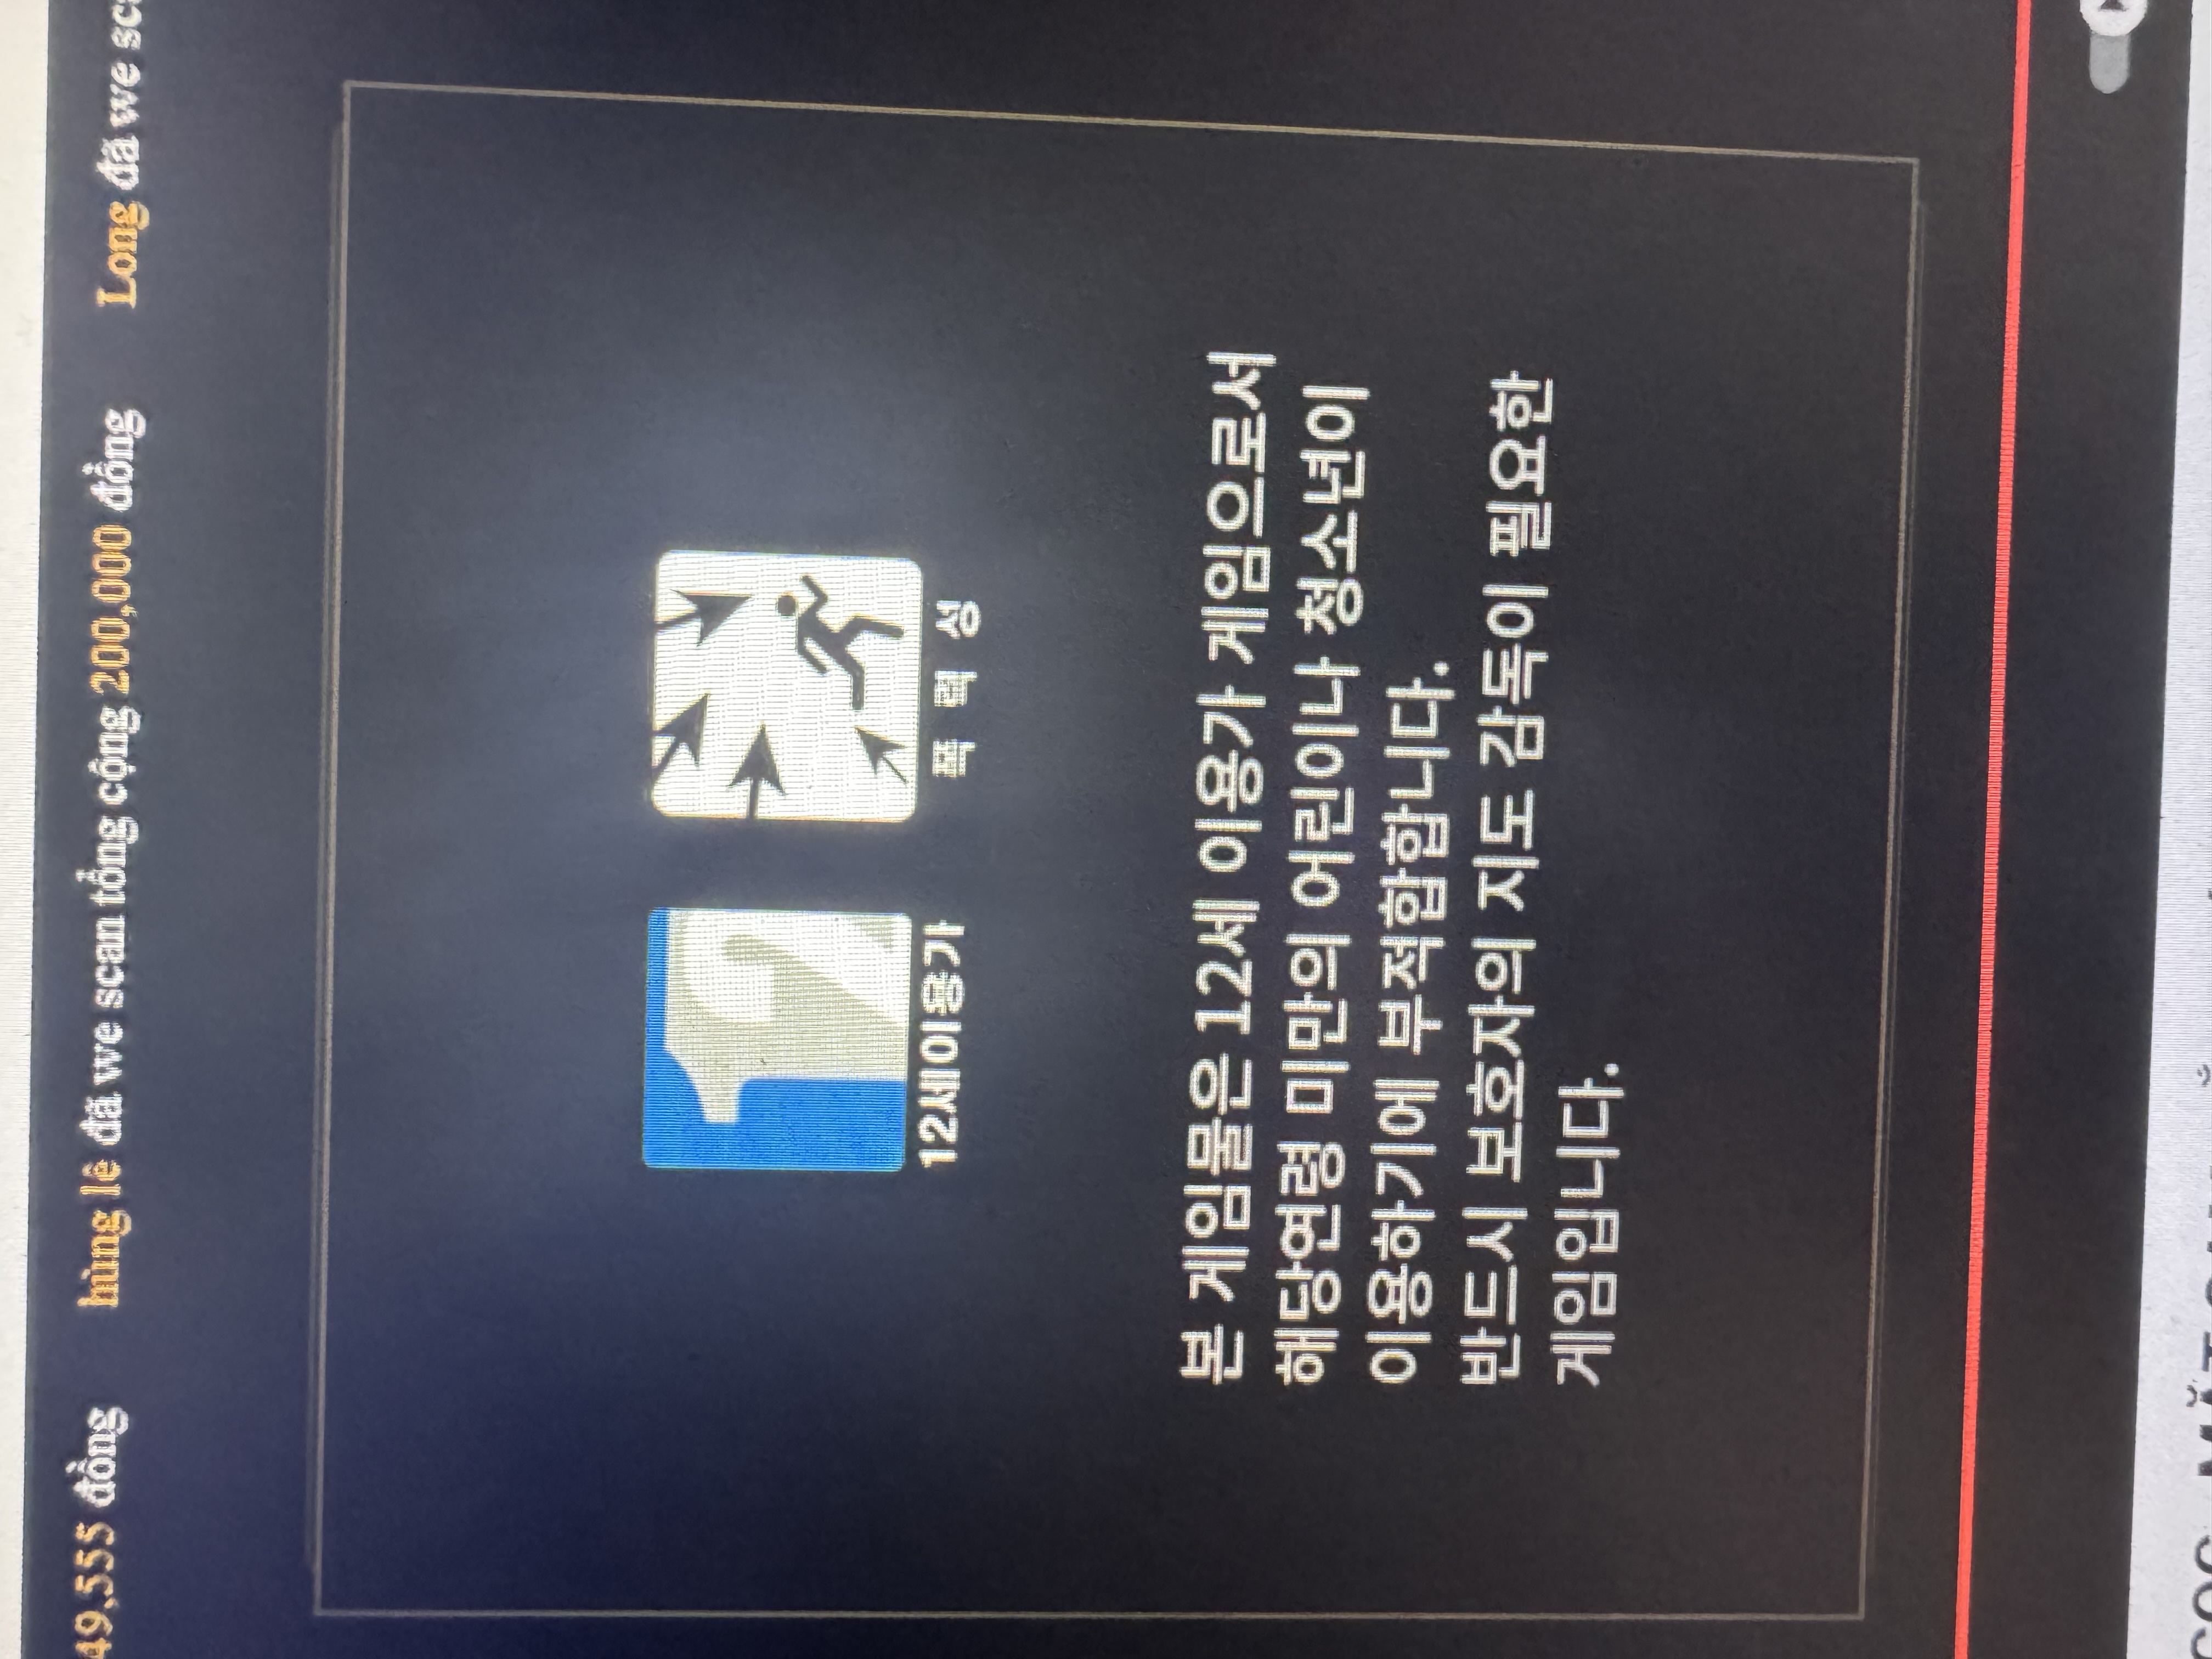 49,555 đồng hùng lê đã we scan tổng cộng 200,000 đồng Long đã we
12
12세이용가
폭력성
본 게임물은 12세 이용가 게임으로서
해당연령 미만의 어린이나 청소년이
이용하기에 부적합합니다.
반드시 보호자의 지도 감독이 필요한
게임입니다.